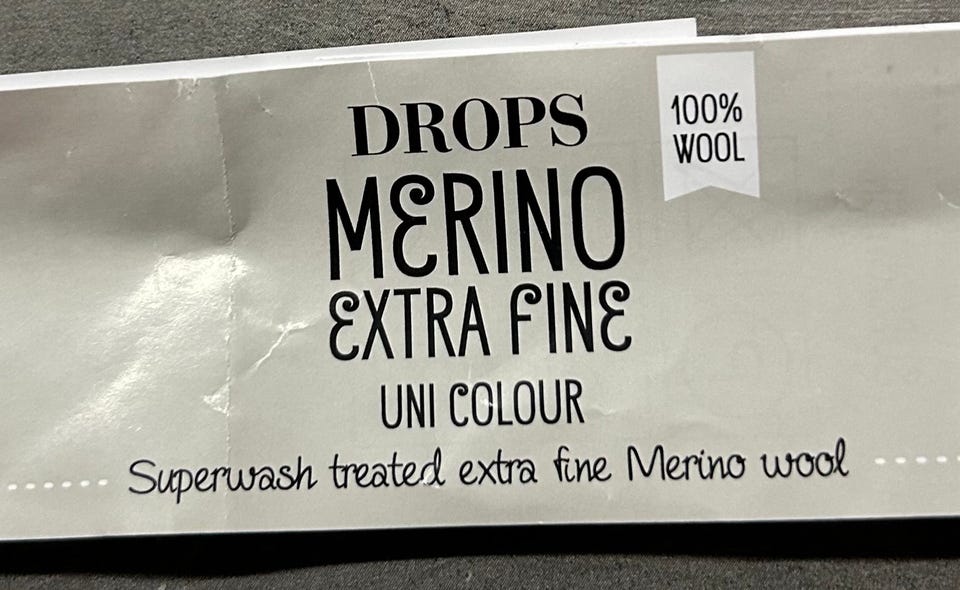 DROPS
MERINO
EXTRA FINE
UNI COLOUR
Superwash treated extra fine Merino wool
100%
WOOL